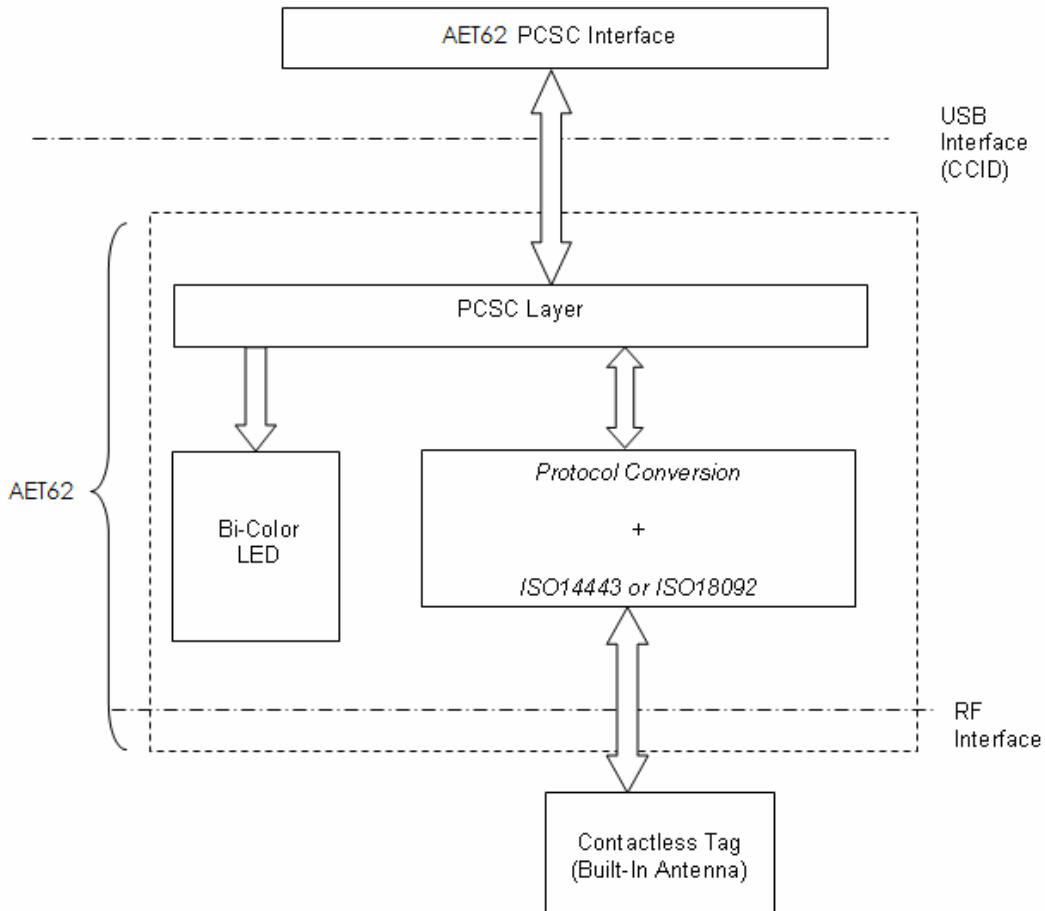 AET62 PCSC Interface
USB
Interface
(CCID)
PCSC Layer
AET62
Bi-Color
LED
Protocol Conversion
+
ISO14443 or ISO18092
RF
Interface
Contactless Tag
(Built-In Antenna)